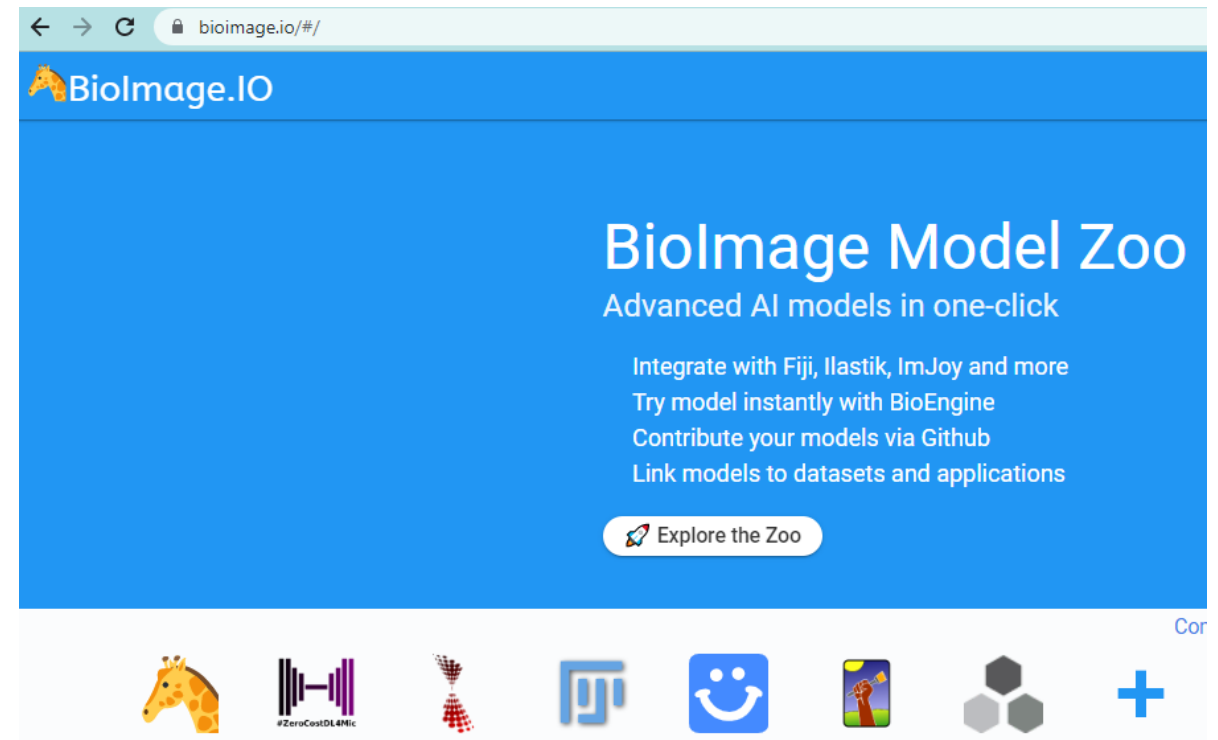 bioimage.io/#/
BioImage.IO
BioImage Model Zoo
Advanced AI models in one-click
Integrate with Fiji, Ilastik, ImJoy and more
Try model instantly with BioEngine
Contribute your models via Github
Link models to datasets and applications
🚀 Explore the Zoo
#ZeroCostDL4Mic